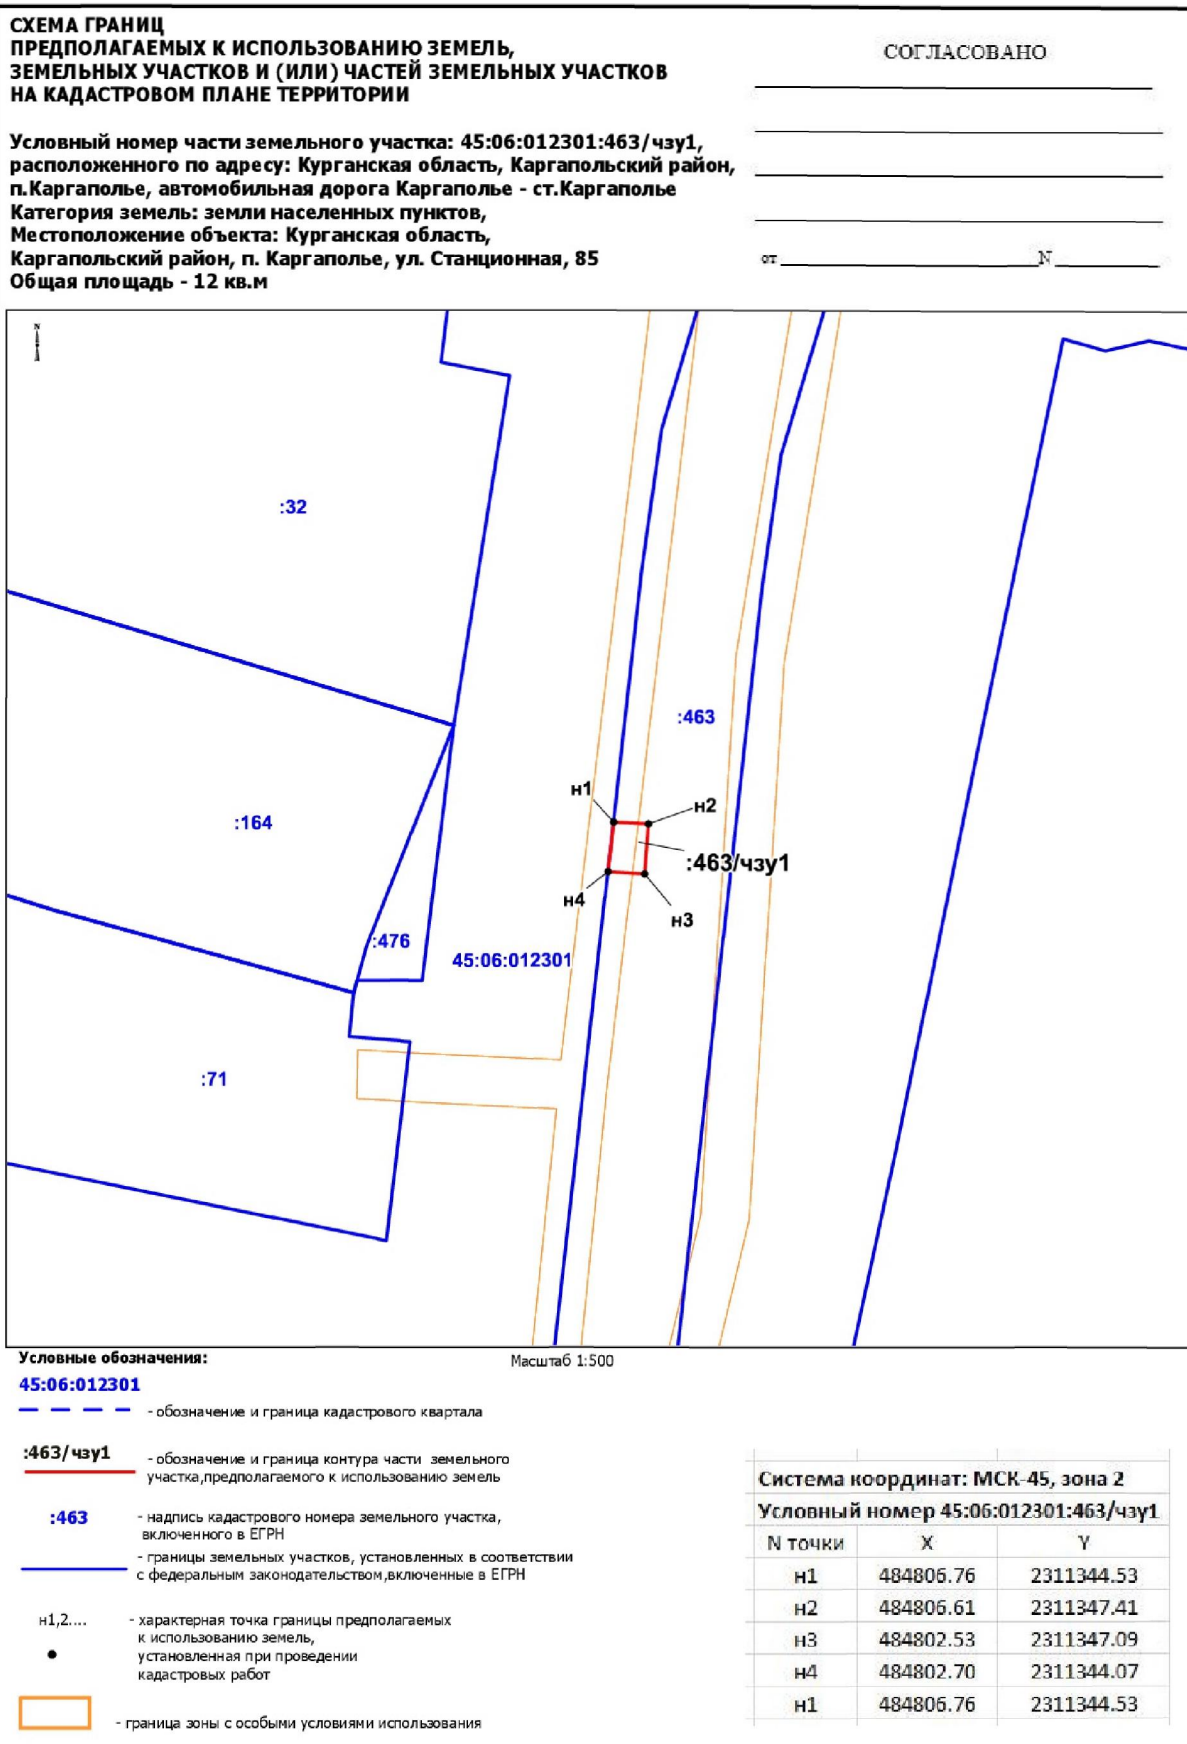 СХЕМА ГРАНИЦ
ПРЕДПОЛАГАЕМЫХ К ИСПОЛЬЗОВАНИЮ ЗЕМЕЛЬ,
ЗЕМЕЛЬНЫХ УЧАСТКОВ И (ИЛИ) ЧАСТЕЙ ЗЕМЕЛЬНЫХ УЧАСТКОВ
НА КАДАСТРОВОМ ПЛАНЕ ТЕРРИТОРИИ
Условный номер части земельного участка: 45:06:012301:463/чзу1,
расположенного по адресу: Курганская область, Каргапольский район,
п.Каргаполье, автомобильная дорога Каргаполье - ст.Каргаполье
Категория земель: земли населенных пунктов,
Местоположение объекта: Курганская область,
Каргапольский район, п. Каргаполье, ул. Станционная, 85
Общая площадь - 12 кв.м
СОГЛАСОВАНО
от N
N
:32
:463
н1
н2
:164
:463/чзу1
н4
н3
:476
45:06:012301
:71
Условные обозначения:
Масштаб 1:500
45:06:012301
- обозначение и граница кадастрового квартала
:463/чзу1
- обозначение и граница контура части земельного
участка,предполагаемого к использованию земель
:463
- надпись кадастрового номера земельного участка,
включенного в ЕГРН
- границы земельных участков, установленных в соответствии
с федеральным законодательством,включенные в ЕГРН
н1,2....
- характерная точка границы предполагаемых
к использованию земель,
установленная при проведении
кадастровых работ
- граница зоны с особыми условиями использования
Система координат: МСК-45, зона 2
Условный номер 45:06:012301:463/чзу1
N точки X Y
н1 484806.76 2311344.53
н2 484806.61 2311347.41
н3 484802.53 2311347.09
н4 484802.70 2311344.07
н1 484806.76 2311344.53